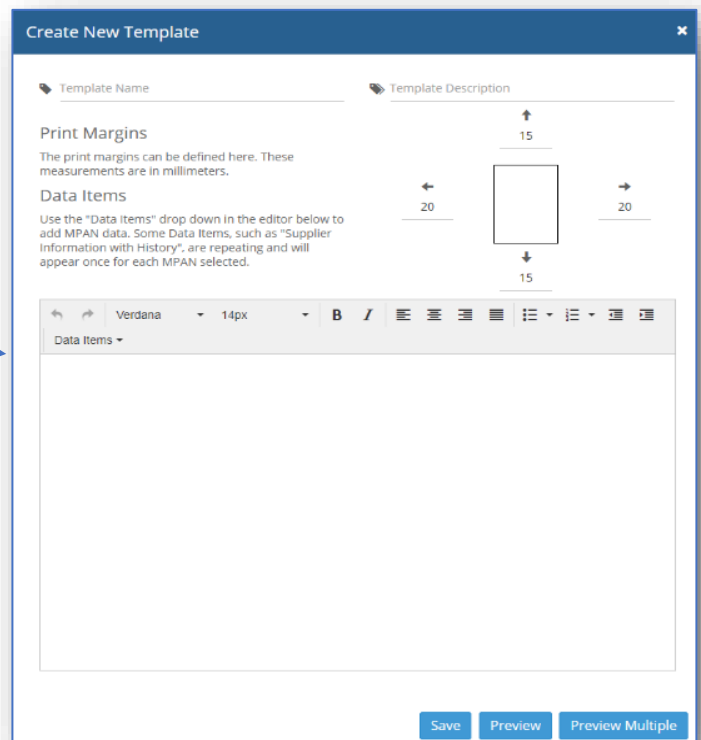 Create New Template
Template Name
Template Description
15
Print Margins
The print margins can be defined here. These
measurements are in millimeters.
20
20
Data Items
Use the "Data Items" drop down in the editor below to
add MPAN data. Some Data Items, such as "Supplier
Information with History", are repeating and will
appear once for each MPAN selected.
15
Verdana 14px B I
Data Items
Save Preview Preview Multiple